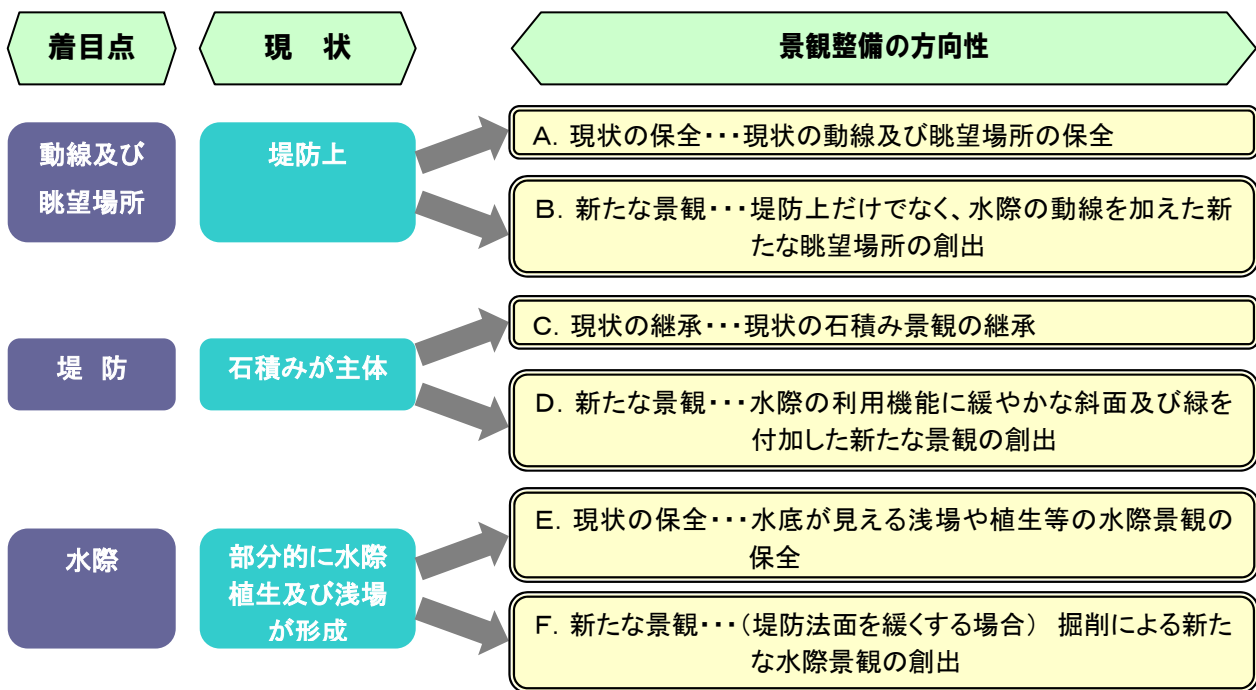 着目点
現　状
景観整備の方向性
動線及び
眺望場所
堤防上
A. 現状の保全・・・現状の動線及び眺望場所の保全
B. 新たな景観・・・堤防上だけでなく、水際の動線を加えた新
たな眺望場所の創出
堤 防
石積みが主体
C. 現状の継承・・・現状の石積み景観の継承
D. 新たな景観・・・水際の利用機能に緩やかな斜面及び緑を
付加した新たな景観の創出
水際
部分的に水際
植生及び浅場
が形成
E. 現状の保全・・・水底が見える浅場や植生等の水際景観の
保全
F. 新たな景観・・・（堤防法面を緩くする場合） 掘削による新た
な水際景観の創出